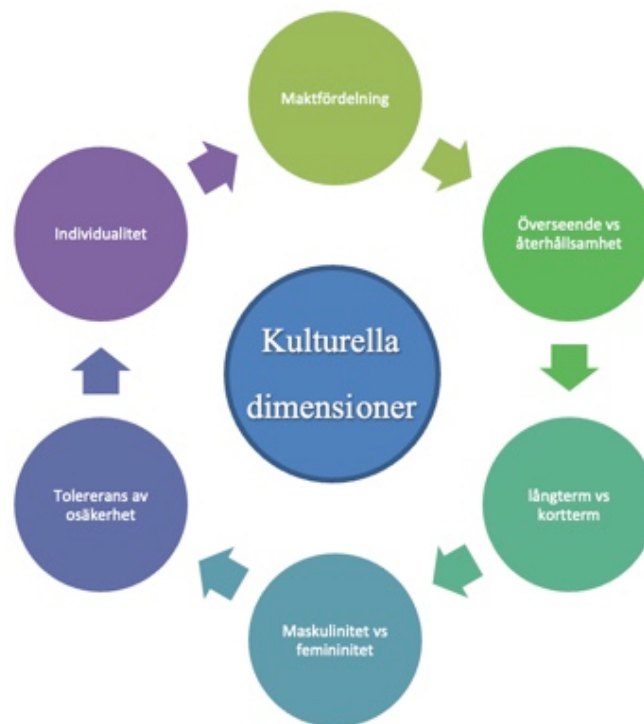 Maktfördelning
Överseende vs
återhållsamhet
långterm vs
kortterm
Maskulinitet vs
femininitet
Tolererans av
osäkerhet
Individualitet
Kulturella
dimensioner